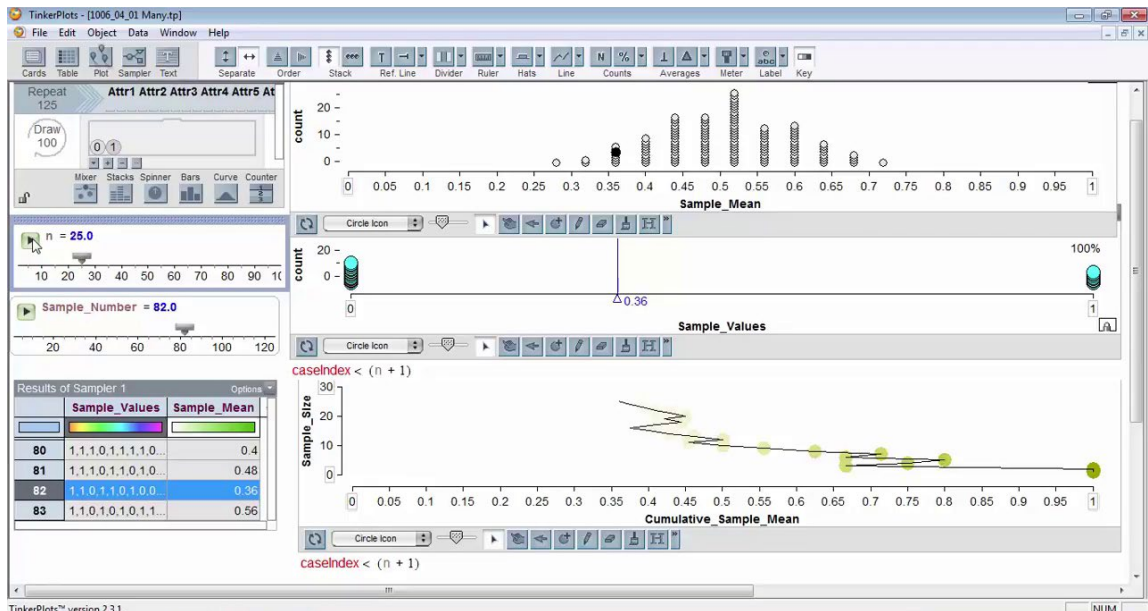 TinkerPlots - [1006_04_01 Many.tp]
File Edit Object Data Window Help
Cards Table Plot Sampler Text Separate Order Stack Ref. Line Divider Ruler Hats Line Counts Averages Meter Label Key
Repeat
125
Attr1 Attr2 Attr3 Attr4 Attr5 At
Draw
100
0 1
Mixer Stacks Spinner Bars Curve Counter
n = 25.0
10 20 30 40 50 60 70 80 90 10
Sample_Number = 82.0
20 40 60 80 100 120
Results of Sampler 1 Options
Sample_Values Sample_Mean
80 1,1,1,0,1,1,1,1,0... 0.4
81 1,1,1,0,1,1,0,1,0... 0.48
82 1,1,0,1,1,0,1,0,0... 0.36
83 1,1,0,1,0,1,0,1,1... 0.56
count
20
10
0
0 0.05 0.1 0.15 0.2 0.25 0.3 0.35 0.4 0.45 0.5 0.55 0.6 0.65 0.7 0.75 0.8 0.85 0.9 0.95 1
Sample_Mean
Circle Icon
count
20
0
100%
0.36
0 1
Sample_Values
Circle Icon
caseIndex < (n + 1)
Sample_Size
30
20
10
0
0 0.05 0.1 0.15 0.2 0.25 0.3 0.35 0.4 0.45 0.5 0.55 0.6 0.65 0.7 0.75 0.8 0.85 0.9 0.95 1
Cumulative_Sample_Mean
Circle Icon
caseIndex < (n + 1)
TinkerPlots™ version 2.3.1
NUM